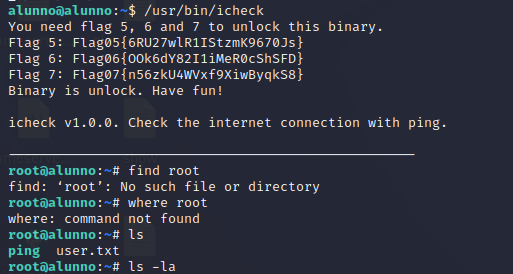 alunno@alunno:~$ /usr/bin/icheck
You need flag 5, 6 and 7 to unlock this binary.
Flag 5: Flag05{6RU27wlR1IStzmK9670Js}
Flag 6: Flag06{OOk6dY82I1iMeR0cShSFD}
Flag 7: Flag07{n56zkU4WVxf9XiwByqkS8}
Binary is unlock. Have fun!
icheck v1.0.0. Check the internet connection with ping.
root@alunno:~# find root
find: ‘root’: No such file or directory
root@alunno:~# where root
where: command not found
root@alunno:~# ls
ping  user.txt
root@alunno:~# ls -la